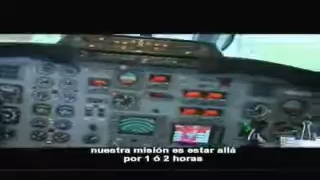 nuestra misión es estar allá
por 1 ó 2 horas